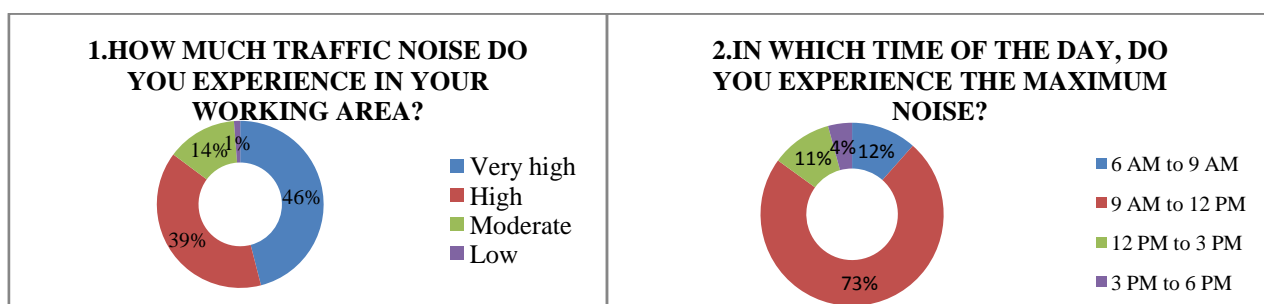 1.HOW MUCH TRAFFIC NOISE DO
YOU EXPERIENCE IN YOUR
WORKING AREA?
14%
1%
46%
39%
Very high
High
Moderate
Low
2.IN WHICH TIME OF THE DAY, DO
YOU EXPERIENCE THE MAXIMUM
NOISE?
11%
4%
12%
73%
6 AM to 9 AM
9 AM to 12 PM
12 PM to 3 PM
3 PM to 6 PM